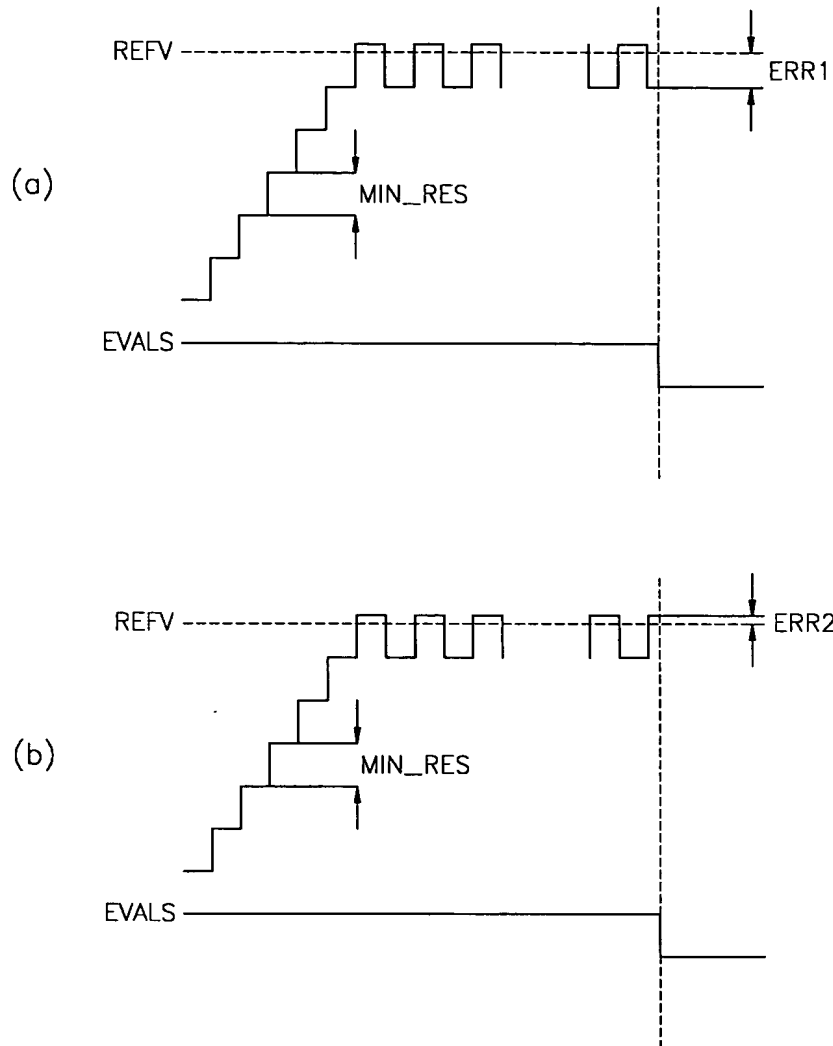 REFV
ERR1
(a)
MIN_RES
EVALS
REFV
ERR2
(b)
MIN_RES
EVALS